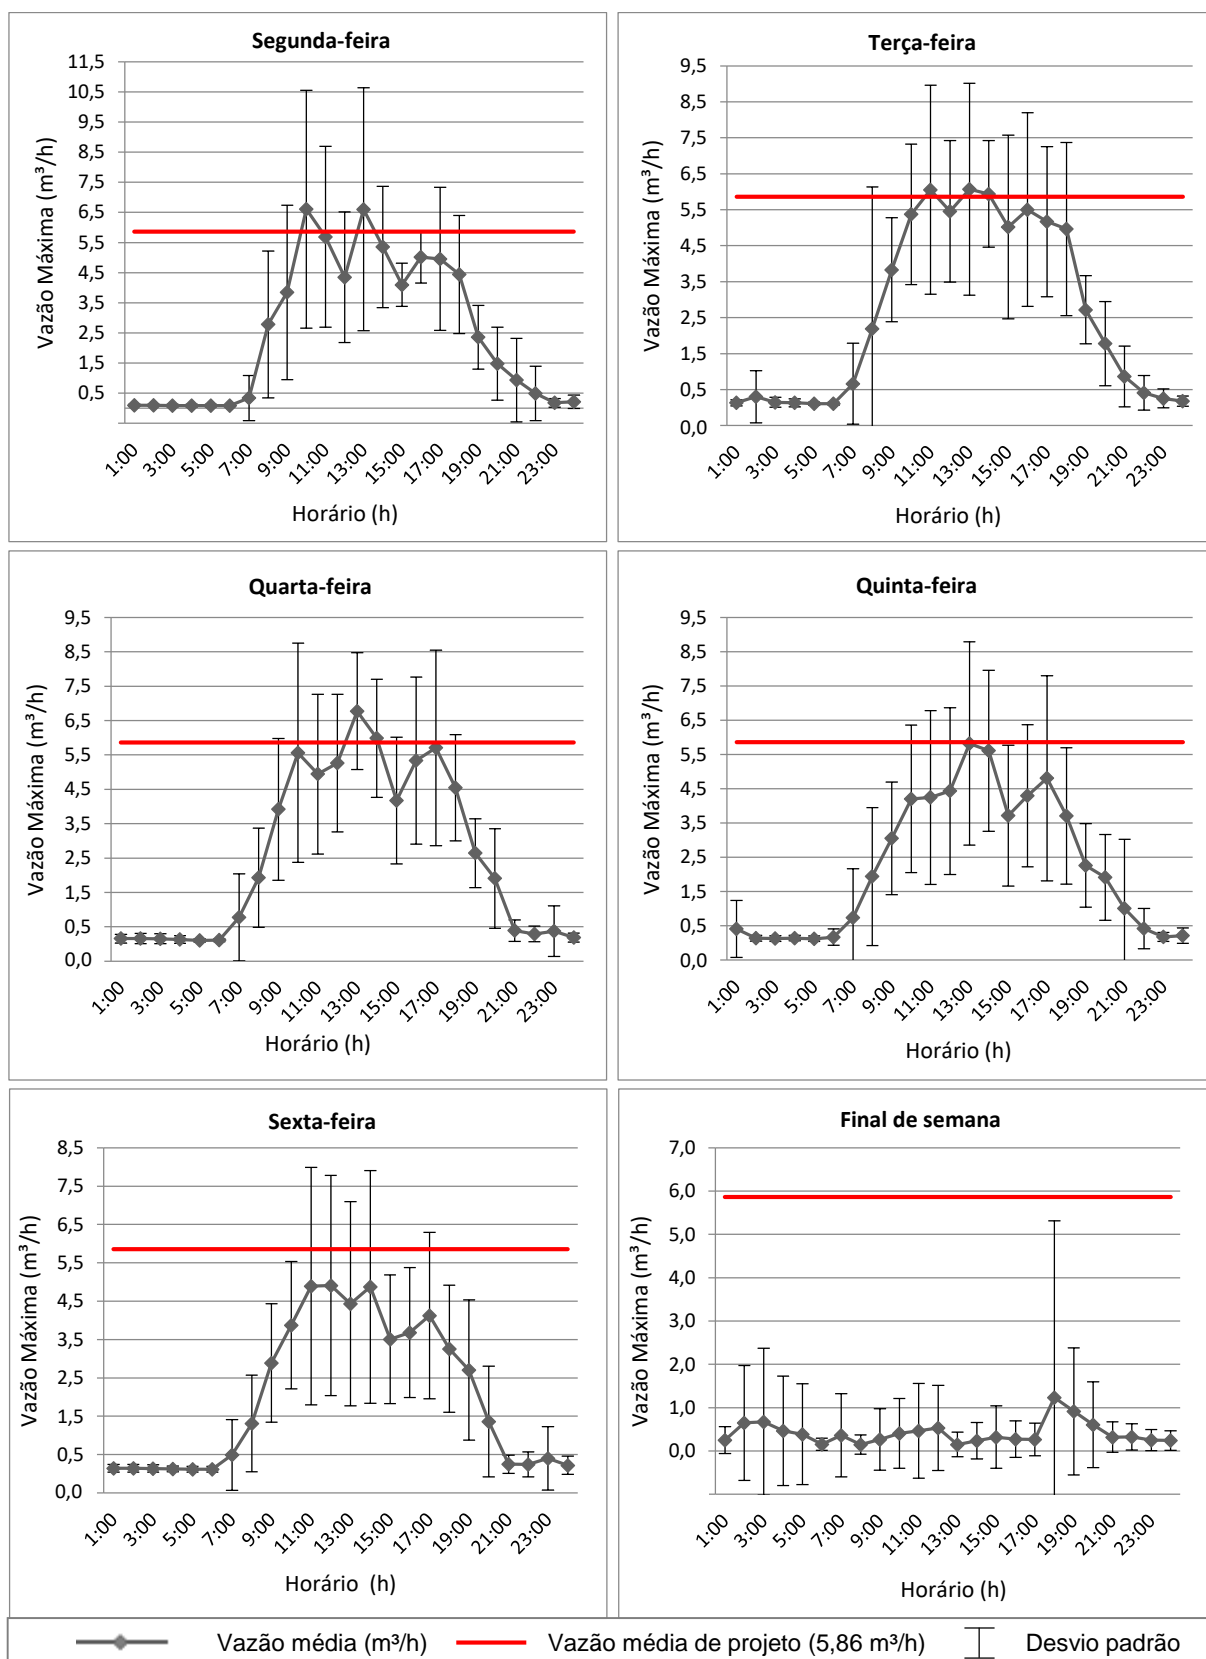 Segunda-feira
11,5
10,5
9,5
8,5
7,5
6,5
5,5
4,5
3,5
2,5
1,5
0,5
Vazão Máxima (m³/h)
1:00 3:00 5:00 7:00 9:00 11:00 13:00 15:00 17:00 19:00 21:00 23:00
Horário (h)
Terça-feira
9,5
8,5
7,5
6,5
5,5
4,5
3,5
2,5
1,5
0,5
0,0
Vazão Máxima (m³/h)
1:00 3:00 5:00 7:00 9:00 11:00 13:00 15:00 17:00 19:00 21:00 23:00
Horário (h)
Quarta-feira
9,5
8,5
7,5
6,5
5,5
4,5
3,5
2,5
1,5
0,5
0,0
Vazão Máxima (m³/h)
1:00 3:00 5:00 7:00 9:00 11:00 13:00 15:00 17:00 19:00 21:00 23:00
Horário (h)
Quinta-feira
9,5
8,5
7,5
6,5
5,5
4,5
3,5
2,5
1,5
0,5
0,0
Vazão Máxima (m³/h)
1:00 3:00 5:00 7:00 9:00 11:00 13:00 15:00 17:00 19:00 21:00 23:00
Horário (h)
Sexta-feira
8,5
7,5
6,5
5,5
4,5
3,5
2,5
1,5
0,5
0,0
Vazão Máxima (m³/h)
1:00 3:00 5:00 7:00 9:00 11:00 13:00 15:00 17:00 19:00 21:00 23:00
Horário (h)
Final de semana
7,0
6,0
5,0
4,0
3,0
2,0
1,0
0,0
Vazão Máxima (m³/h)
1:00 3:00 5:00 7:00 9:00 11:00 13:00 15:00 17:00 19:00 21:00 23:00
Horário (h)
Vazão média (m³/h) Vazão média de projeto (5,86 m³/h) Desvio padrão